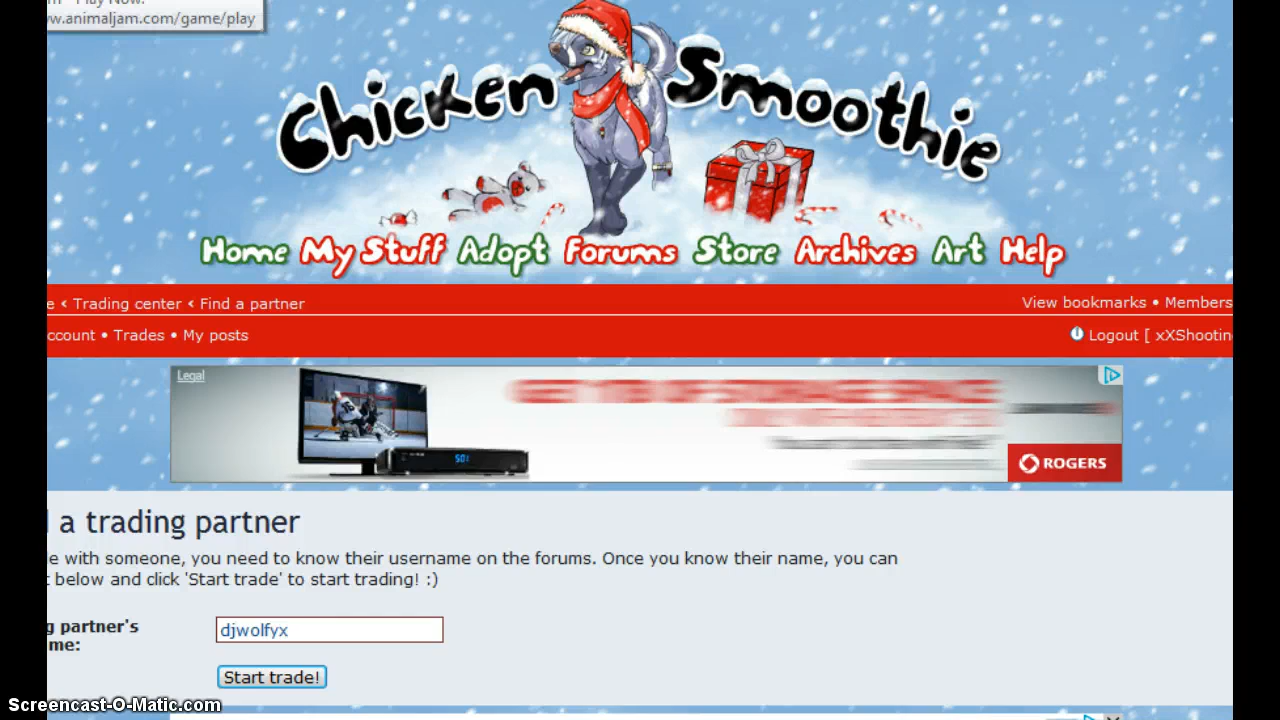 Play Now!
ww.animaljam.com/game/play
Chicken Smoothie
Home My Stuff Adopt Forums Store Archives Art Help
e ‹ Trading center ‹ Find a partner
View bookmarks • Members
ccount • Trades • My posts
Logout [ xXShootin
Legal
50:
ROGERS
a trading partner
e with someone, you need to know their username on the forums. Once you know their name, you can
t below and click 'Start trade' to start trading! :)
g partner's
me:
djwolfyx
Start trade!
Screencast-O-Matic.com